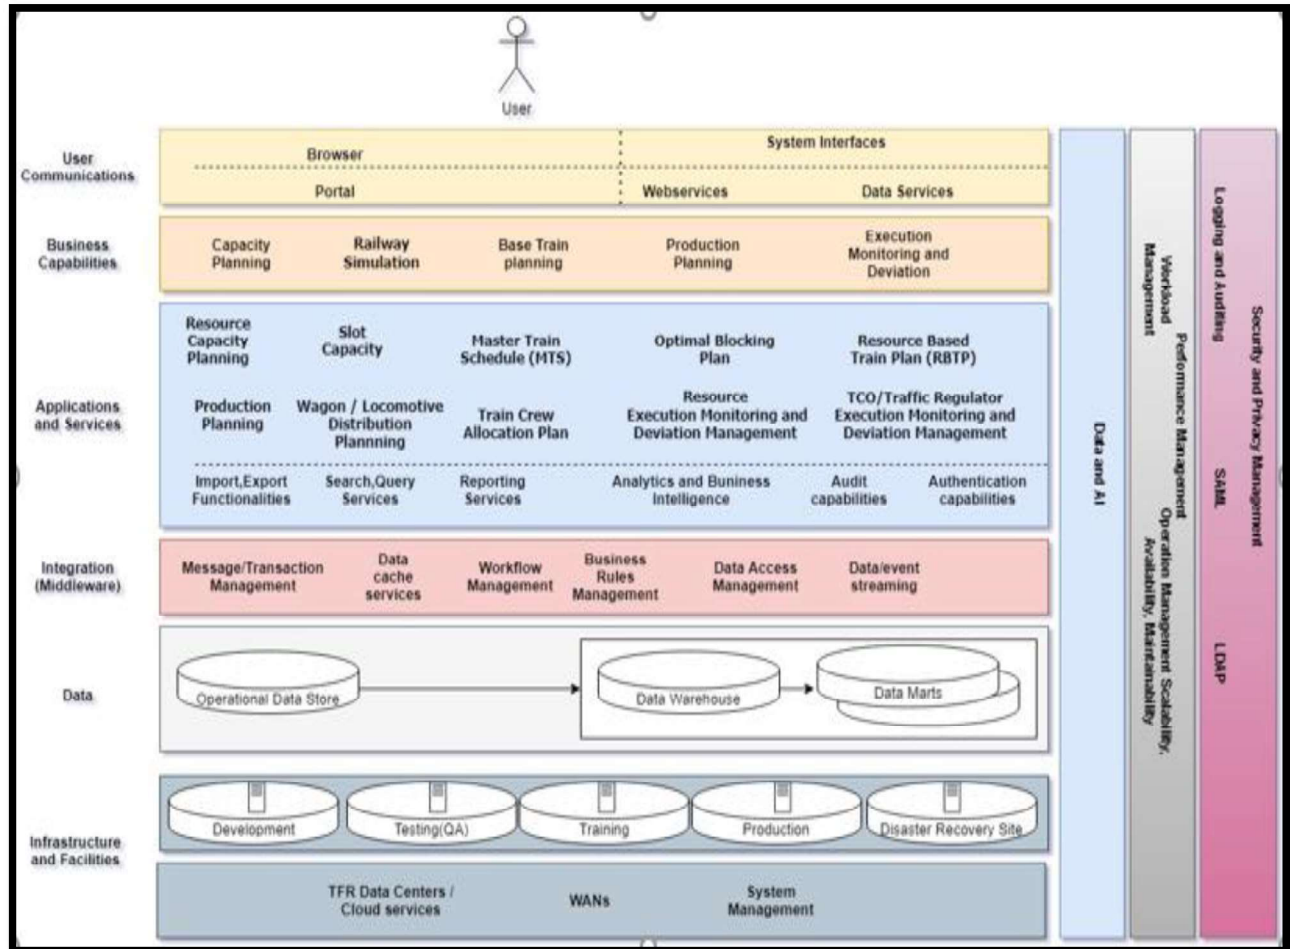 User
User
Communications
Browser
System Interfaces
Portal
Webservices
Data Services
Business
Capabilities
Capacity
Planning
Railway
Simulation
Base Train
planning
Production
Planning
Execution
Monitoring and
Deviation
Applications
and Services
Resource
Capacity
Planning
Slot
Capacity
Master Train
Schedule (MTS)
Optimal Blocking
Plan
Resource Based
Train Plan (RBTP)
Production
Planning
Wagon / Locomotive
Distribution
Plannning
Train Crew
Allocation Plan
Resource
Execution Monitoring and
Deviation Management
TCO/Traffic Regulator
Execution Monitoring and
Deviation Management
Import,Export
Functionalities
Search,Query
Services
Reporting
Services
Analytics and Buniness
Intelligence
Audit
capabilities
Authentication
capabilities
Integration
(Middleware)
Message/Transaction
Management
Data
cache
services
Workflow
Management
Business
Rules
Management
Data Access
Management
Data/event
streaming
Data
Operational Data Store
Data Warehouse
Data Marts
Infrastructure
and Facilities
Development
Testing(QA)
Training
Production
Disaster Recovery Site
TFR Data Centers /
Cloud services
WANs
System
Management
Data and AI
Workload
Management
Performance Management
Operation Management Scalability,
Availability, Maintainability
Logging and Auditing
SAML
LDAP
Security and Privacy Management